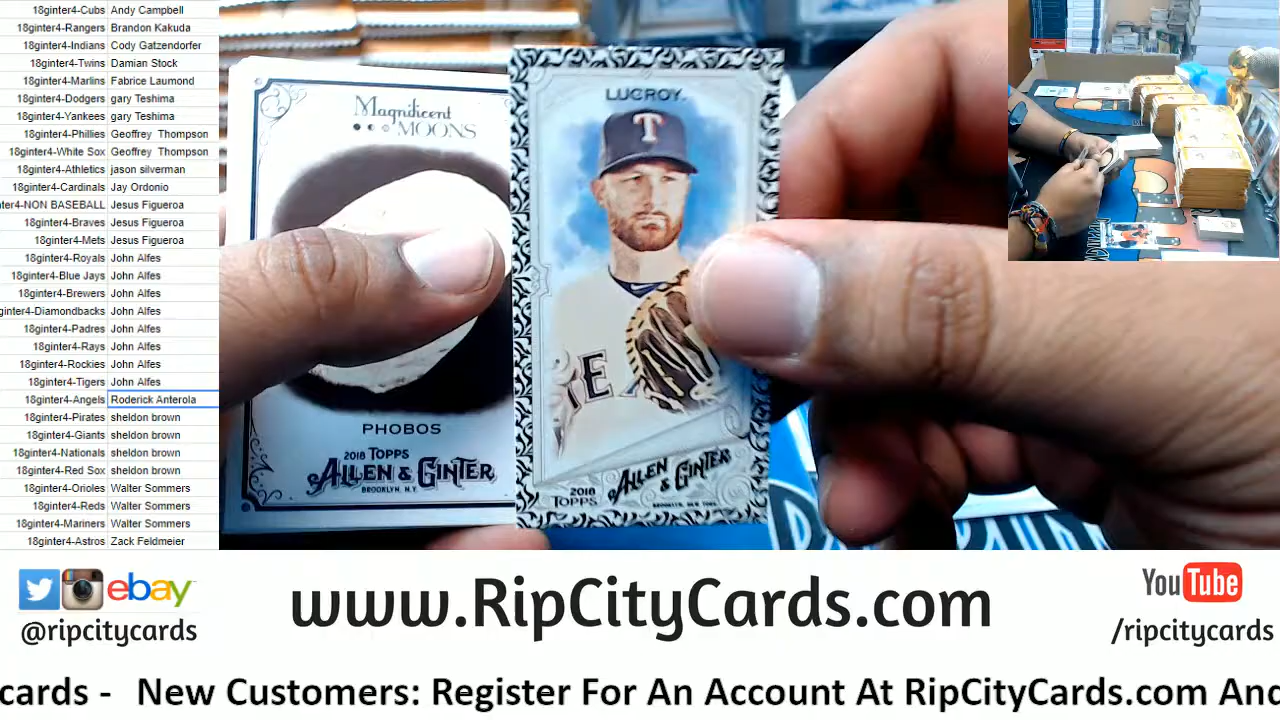 18ginter4-Cubs Andy Campbell
18ginter4-Rangers Brandon Kakuda
18ginter4-Indians Cody Gatzendorfer
18ginter4-Twins Damian Stock
18ginter4-Marlins Fabrice Laumond
18ginter4-Dodgers gary Teshima
18ginter4-Yankees gary Teshima
18ginter4-Phillies Geoffrey Thompson
18ginter4-White Sox Geoffrey Thompson
18ginter4-Athletics jason silverman
18ginter4-Cardinals Jay Ordonio
nter4-NON BASEBALL Jesus Figueroa
18ginter4-Braves Jesus Figueroa
18ginter4-Mets Jesus Figueroa
18ginter4-Royals John Alfes
18ginter4-Blue Jays John Alfes
18ginter4-Brewers John Alfes
ginter4-Diamondbacks John Alfes
18ginter4-Padres John Alfes
18ginter4-Rays John Alfes
18ginter4-Rockies John Alfes
18ginter4-Tigers John Alfes
18ginter4-Angels Roderick Anterola
18ginter4-Pirates sheldon brown
18ginter4-Giants sheldon brown
18ginter4-Nationals sheldon brown
18ginter4-Red Sox sheldon brown
18ginter4-Orioles Walter Sommers
18ginter4-Reds Walter Sommers
18ginter4-Mariners Walter Sommers
18ginter4-Astros Zack Feldmeier
Magnificent
MOONS
PHOBOS
2018 TOPPS
ALLEN & GINTER
BROOKLYN, N.Y.
LUCROY
T
TEX
2018
TOPPS
ALLEN
& GINTER
BROOKLYN, NEW YORK
ebay
@ripcitycards
www.RipCityCards.com
YouTube
/ripcitycards
cards - New Customers: Register For An Account At RipCityCards.com And